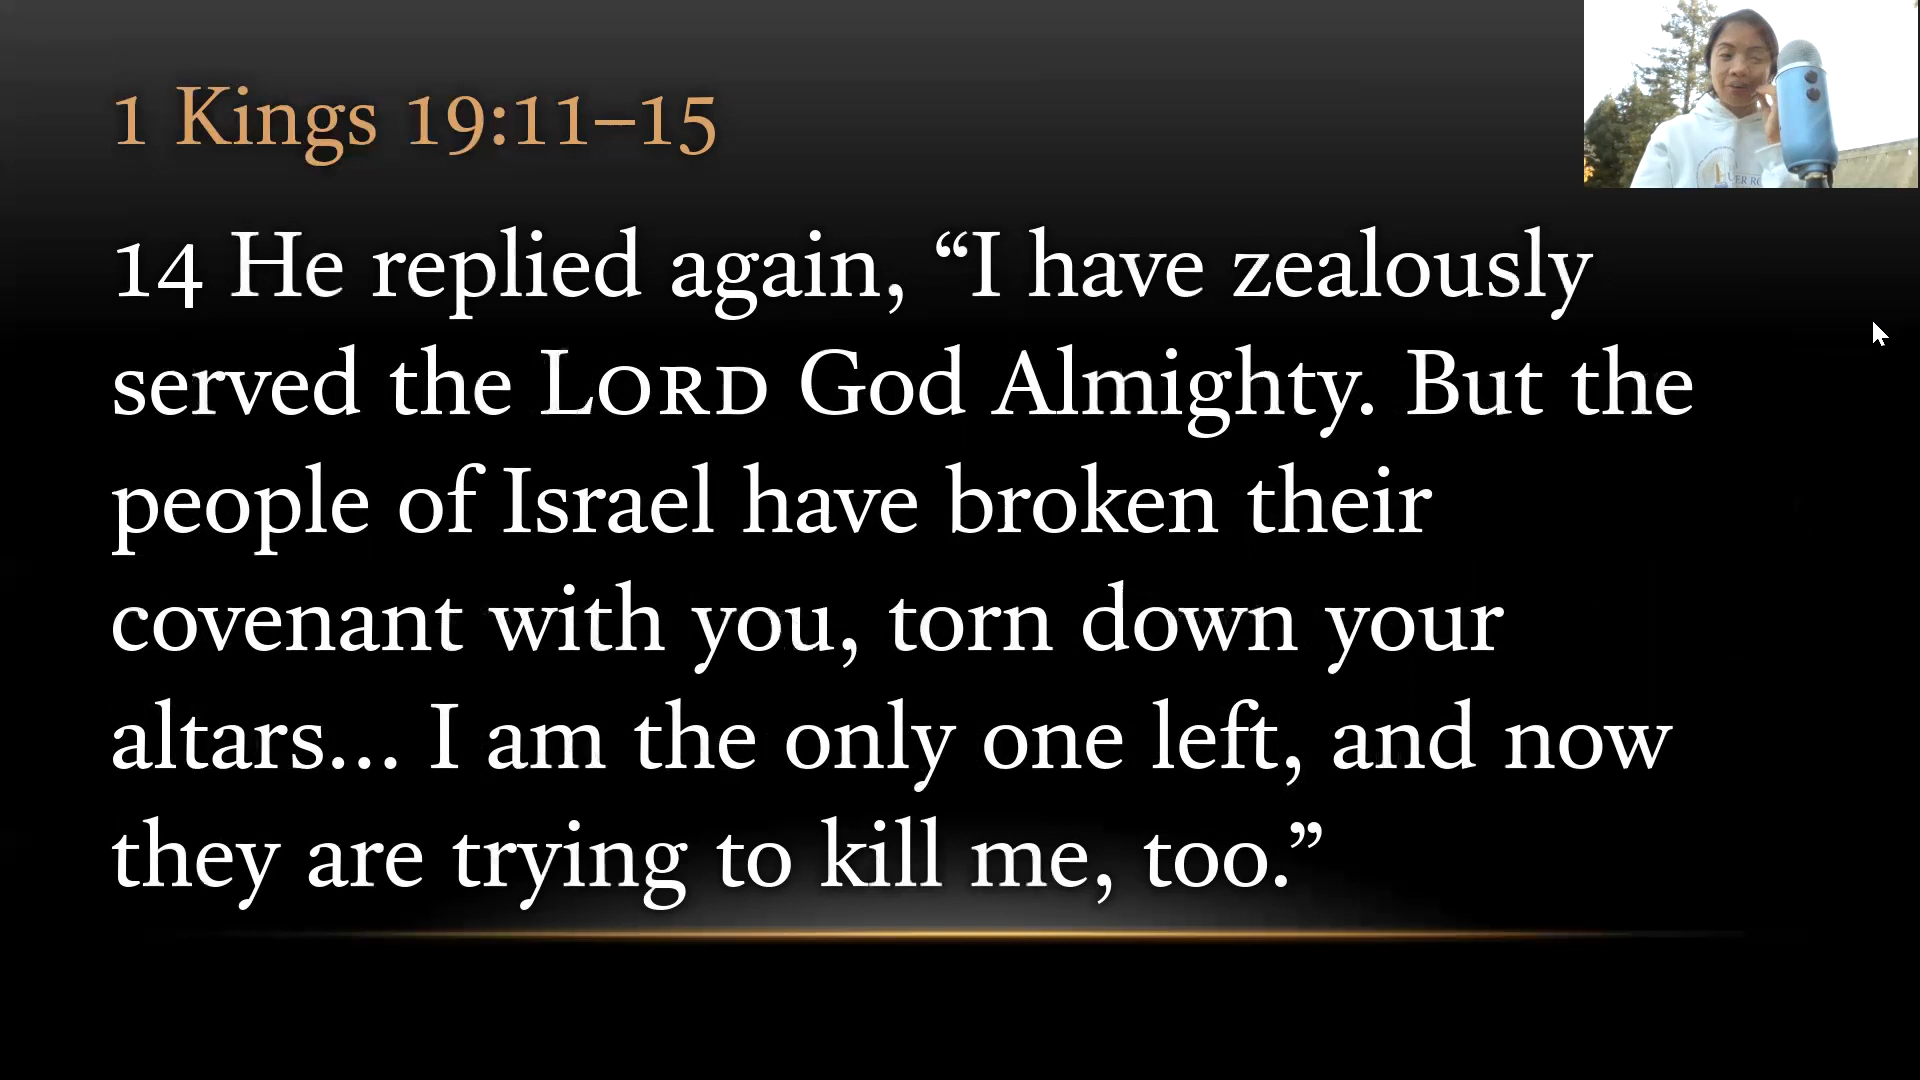 1 Kings 19:11–15
14 He replied again, “I have zealously
served the LORD God Almighty. But the
people of Israel have broken their
covenant with you, torn down your
altars… I am the only one left, and now
they are trying to kill me, too.”